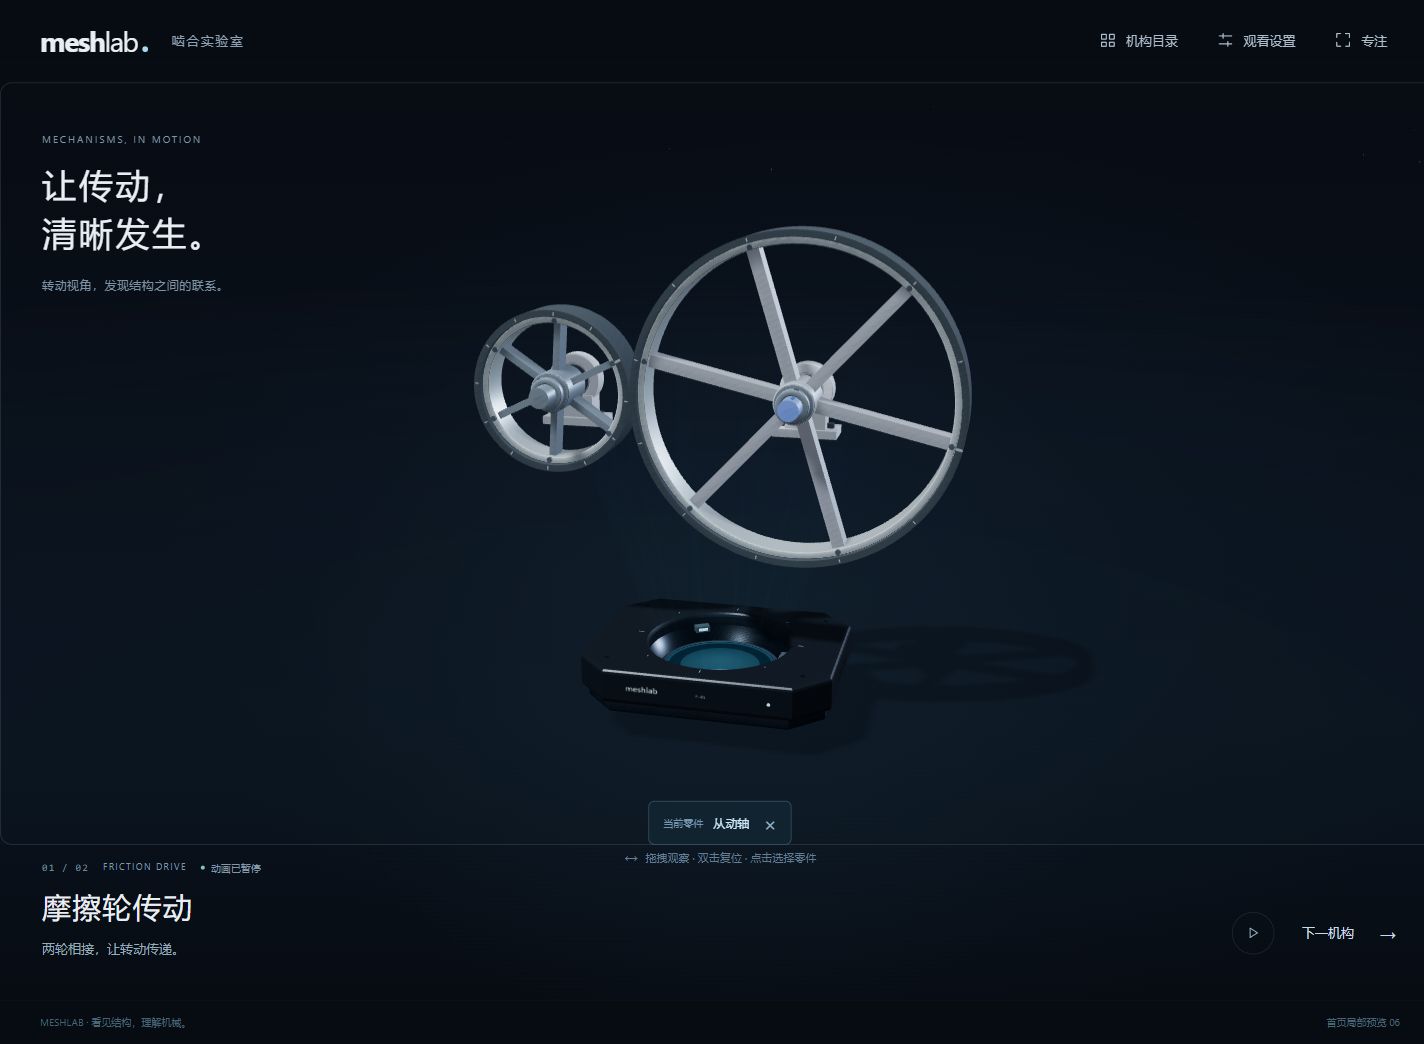 meshlab. 啮合实验室
机构目录
观看设置
专注
MECHANISMS, IN MOTION
让传动，
清晰发生。
转动视角，发现结构之间的联系。
meshlab
当前零件 从动轴 ×
↔ 拖拽观察 · 双击复位 · 点击选择零件
01 / 02 FRICTION DRIVE • 动画已暂停
摩擦轮传动
两轮相接，让转动传递。
下一机构 →
MESHLAB · 看见结构，理解机械。
首页局部预览 06